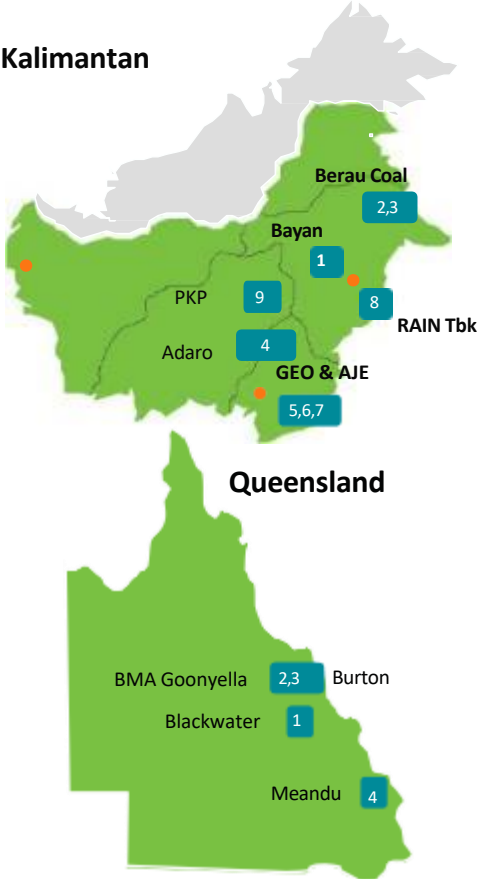 Kalimantan
Berau Coal
2,3
Bayan
1
PKP
9
8
RAIN Tbk
Adaro
4
GEO & AJE
5,6,7
Queensland
BMA Goonyella
2,3
Burton
Blackwater
1
Meandu
4